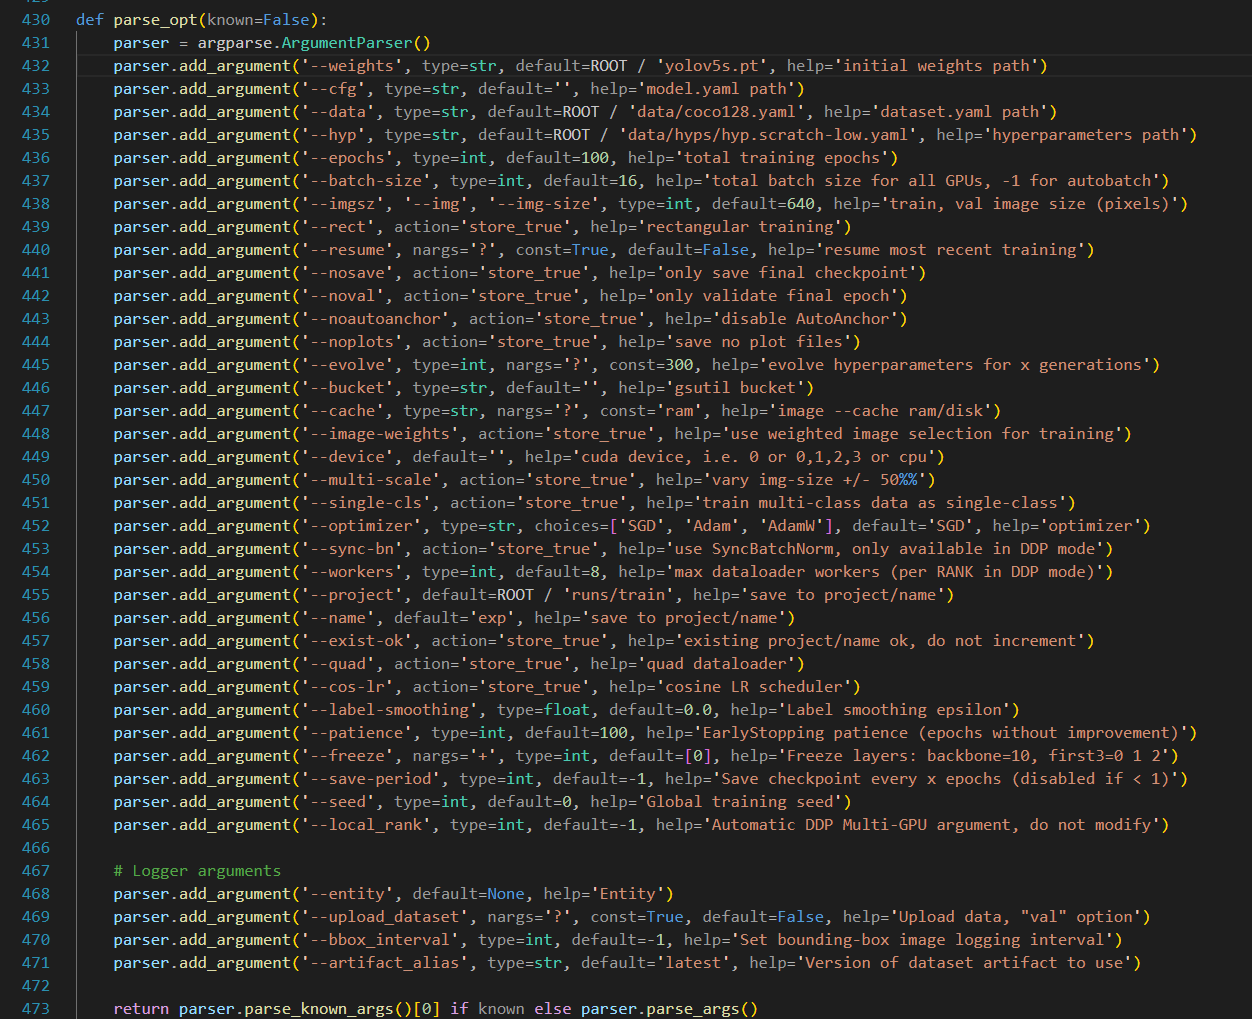 429
430 def parse_opt(known=False):
431     parser = argparse.ArgumentParser()
432     parser.add_argument('--weights', type=str, default=ROOT / 'yolov5s.pt', help='initial weights path')
433     parser.add_argument('--cfg', type=str, default='', help='model.yaml path')
434     parser.add_argument('--data', type=str, default=ROOT / 'data/coco128.yaml', help='dataset.yaml path')
435     parser.add_argument('--hyp', type=str, default=ROOT / 'data/hyps/hyp.scratch-low.yaml', help='hyperparameters path')
436     parser.add_argument('--epochs', type=int, default=100, help='total training epochs')
437     parser.add_argument('--batch-size', type=int, default=16, help='total batch size for all GPUs, -1 for autobatch')
438     parser.add_argument('--imgsz', '--img', '--img-size', type=int, default=640, help='train, val image size (pixels)')
439     parser.add_argument('--rect', action='store_true', help='rectangular training')
440     parser.add_argument('--resume', nargs='?', const=True, default=False, help='resume most recent training')
441     parser.add_argument('--nosave', action='store_true', help='only save final checkpoint')
442     parser.add_argument('--noval', action='store_true', help='only validate final epoch')
443     parser.add_argument('--noautoanchor', action='store_true', help='disable AutoAnchor')
444     parser.add_argument('--noplots', action='store_true', help='save no plot files')
445     parser.add_argument('--evolve', type=int, nargs='?', const=300, help='evolve hyperparameters for x generations')
446     parser.add_argument('--bucket', type=str, default='', help='gsutil bucket')
447     parser.add_argument('--cache', type=str, nargs='?', const='ram', help='image --cache ram/disk')
448     parser.add_argument('--image-weights', action='store_true', help='use weighted image selection for training')
449     parser.add_argument('--device', default='', help='cuda device, i.e. 0 or 0,1,2,3 or cpu')
450     parser.add_argument('--multi-scale', action='store_true', help='vary img-size +/- 50%%')
451     parser.add_argument('--single-cls', action='store_true', help='train multi-class data as single-class')
452     parser.add_argument('--optimizer', type=str, choices=['SGD', 'Adam', 'AdamW'], default='SGD', help='optimizer')
453     parser.add_argument('--sync-bn', action='store_true', help='use SyncBatchNorm, only available in DDP mode')
454     parser.add_argument('--workers', type=int, default=8, help='max dataloader workers (per RANK in DDP mode)')
455     parser.add_argument('--project', default=ROOT / 'runs/train', help='save to project/name')
456     parser.add_argument('--name', default='exp', help='save to project/name')
457     parser.add_argument('--exist-ok', action='store_true', help='existing project/name ok, do not increment')
458     parser.add_argument('--quad', action='store_true', help='quad dataloader')
459     parser.add_argument('--cos-lr', action='store_true', help='cosine LR scheduler')
460     parser.add_argument('--label-smoothing', type=float, default=0.0, help='Label smoothing epsilon')
461     parser.add_argument('--patience', type=int, default=100, help='EarlyStopping patience (epochs without improvement)')
462     parser.add_argument('--freeze', nargs='+', type=int, default=[0], help='Freeze layers: backbone=10, first3=0 1 2')
463     parser.add_argument('--save-period', type=int, default=-1, help='Save checkpoint every x epochs (disabled if < 1)')
464     parser.add_argument('--seed', type=int, default=0, help='Global training seed')
465     parser.add_argument('--local_rank', type=int, default=-1, help='Automatic DDP Multi-GPU argument, do not modify')
466
467     # Logger arguments
468     parser.add_argument('--entity', default=None, help='Entity')
469     parser.add_argument('--upload_dataset', nargs='?', const=True, default=False, help='Upload data, "val" option')
470     parser.add_argument('--bbox_interval', type=int, default=-1, help='Set bounding-box image logging interval')
471     parser.add_argument('--artifact_alias', type=str, default='latest', help='Version of dataset artifact to use')
472
473     return parser.parse_known_args()[0] if known else parser.parse_args()